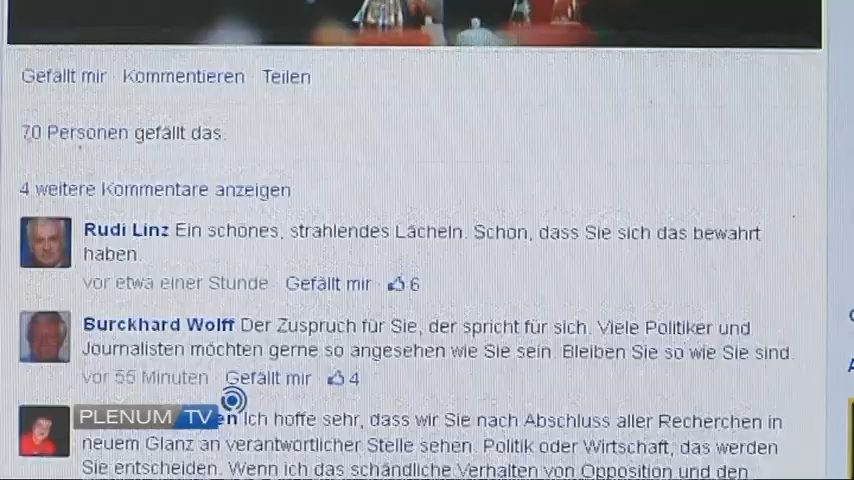 Gefällt mir · Kommentieren · Teilen
70 Personen gefällt das.
4 weitere Kommentare anzeigen
Rudi Linz Ein schönes, strahlendes Lächeln. Schön, dass Sie sich das bewahrt
haben.
vor etwa einer Stunde · Gefällt mir · 6
Burckhard Wolff Der Zuspruch für Sie, der spricht für sich. Viele Politiker und
Journalisten möchten gerne so angesehen wie Sie sein. Bleiben Sie so wie Sie sind.
vor 55 Minuten · Gefällt mir · 4
PLENUM TV en Ich hoffe sehr, dass wir Sie nach Abschluss aller Recherchen in
neuem Glanz an verantwortlicher Stelle sehen. Politik oder Wirtschaft, das werden
Sie entscheiden. Wenn ich das schändliche Verhalten von Opposition und den